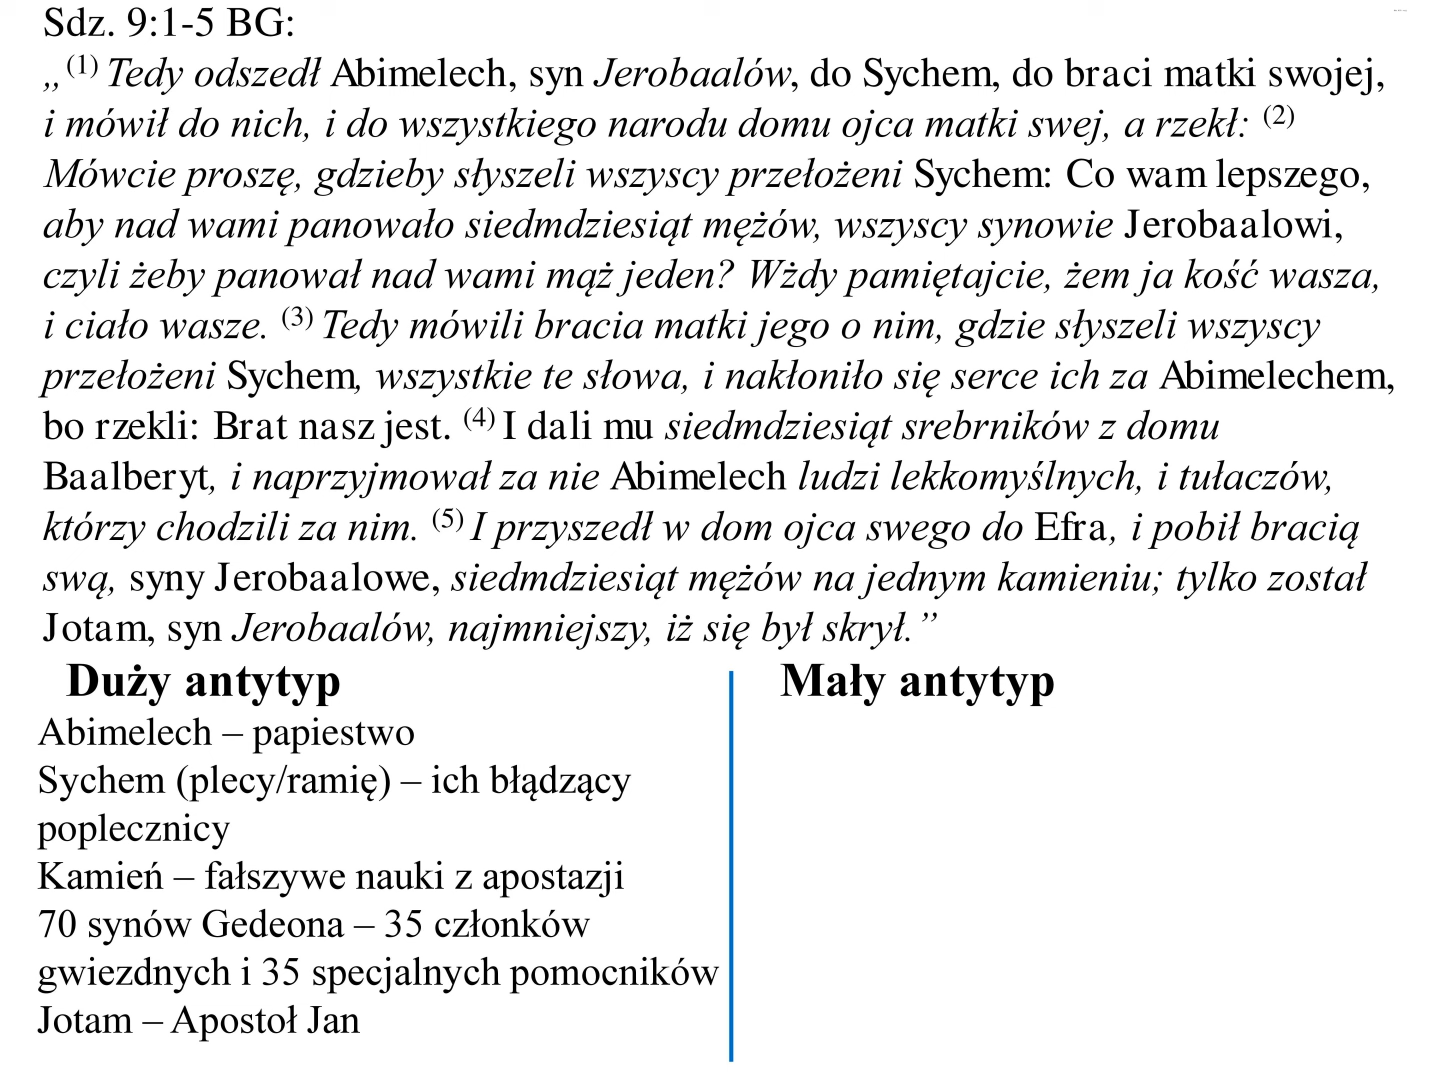 Sdz. 9:1-5 BG:
„(1) Tedy odszedł Abimelech, syn Jerobaalów, do Sychem, do braci matki swojej,
i mówił do nich, i do wszystkiego narodu domu ojca matki swej, a rzekł: (2)
Mówcie proszę, gdzieby słyszeli wszyscy przełożeni Sychem: Co wam lepszego,
aby nad wami panowało siedmdziesiąt mężów, wszyscy synowie Jerobaalowi,
czyli żeby panował nad wami mąż jeden? Wżdy pamiętajcie, żem ja kość wasza,
i ciało wasze. (3) Tedy mówili bracia matki jego o nim, gdzie słyszeli wszyscy
przełożeni Sychem, wszystkie te słowa, i nakłoniło się serce ich za Abimelechem,
bo rzekli: Brat nasz jest. (4) I dali mu siedmdziesiąt srebrników z domu
Baalberyt, i naprzyjmował za nie Abimelech ludzi lekkomyślnych, i tułaczów,
którzy chodzili za nim. (5) I przyszedł w dom ojca swego do Efra, i pobił bracią
swą, syny Jerobaalowe, siedmdziesiąt mężów na jednym kamieniu; tylko został
Jotam, syn Jerobaalów, najmniejszy, iż się był skrył.”
Duży antytyp
Abimelech – papiestwo
Sychem (plecy/ramię) – ich błądzący
poplecznicy
Kamień – fałszywe nauki z apostazji
70 synów Gedeona – 35 członków
gwiezdnych i 35 specjalnych pomocników
Jotam – Apostoł Jan
Mały antytyp